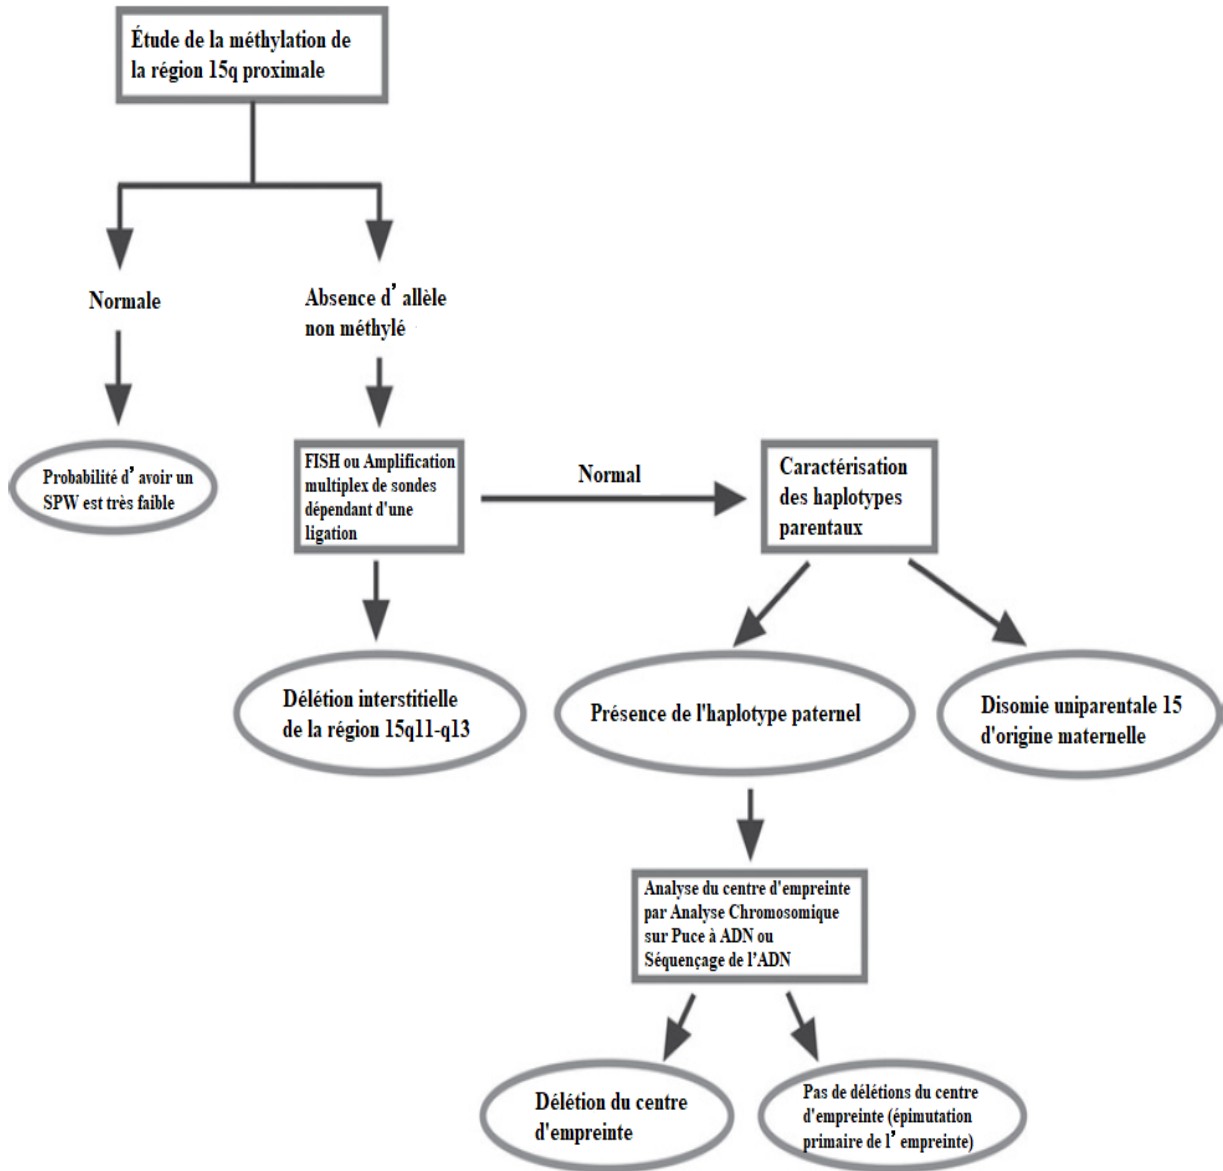 Étude de la méthylation de
la région 15q proximale
Normale
Absence d’ allèle
non méthylé
Probabilité d’ avoir un
SPW est très faible
FISH ou Amplification
multiplex de sondes
dépendant d'une
ligation
Normal
Caractérisation
des haplotypes
parentaux
Délétion interstitielle
de la région 15q11-q13
Présence de l'haplotype paternel
Disomie uniparentale 15
d'origine maternelle
Analyse du centre d'empreinte
par Analyse Chromosomique
sur Puce à ADN ou
Séquençage de l’ADN
Délétion du centre
d'empreinte
Pas de délétions du centre
d'empreinte (épimutation
primaire de l’ empreinte)